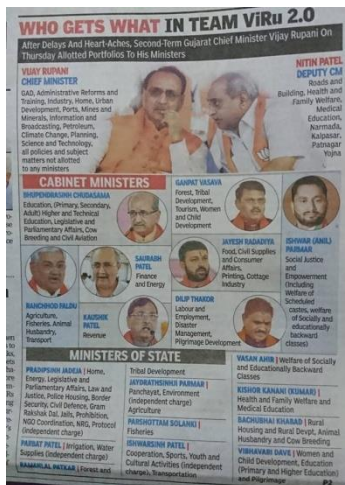 WHO GETS WHAT IN TEAM ViRu 2.0
After Delays And Heart-Aches, Second-Term Gujarat Chief Minister Vijay Rupani On
Thursday Allotted Portfolios To His Ministers
VIJAY RUPANI
CHIEF MINISTER
GAD, Administrative Reforms and
Training, Industry, Home, Urban
Development, Ports, Mines and
Minerals, Information and
Broadcasting, Petroleum,
Climate Change, Planning,
Science and Technology,
all policies and subject
matters not allotted
to any ministers
NITIN PATEL
DEPUTY CM
Roads and
Building, Health and
Family Welfare,
Medical
Education,
Narmada,
Kalpasar,
Patnagar
Yojna
CABINET MINISTERS
BHUPENDRASINH CHUDASAMA
Education, (Primary, Secondary,
Adult) Higher and Technical
Education, Legislative and
Parliamentary Affairs, Cow
Breeding and Civil Aviation
GANPAT VASAVA
Forest, Tribal
Development,
Tourism, Women
and Child
Development
ISHWAR (ANIL)
PARMAR
Social Justice
and
Empowerment
(Including
Welfare of
Scheduled
castes, welfare
of Socially and
educationally
backward
classes)
SAURABH
PATEL
Finance
and Energy
JAYESH RADADIYA
Food, Civil Supplies
and Consumer
Affairs,
Printing, Cottage
Industry
RANCHHOD FALDU
Agriculture,
Fisheries, Animal
Husbandry,
Transport
KAUSHIK
PATEL
Revenue
DILIP THAKOR
Labour and
Employment,
Disaster
Management,
Pilgrimage Development
MINISTERS OF STATE
PRADIPSINH JADEJA | Home,
Energy, Legislative and
Parliamentary Affairs, Law and
Justice, Police Housing, Border
Security, Civil Defence, Gram
Rakshak Dal, Jails, Prohibition,
NGO Coordination, NRG, Protocol
(independent charge)
PARBAT PATEL | Irrigation, Water
Supplies (independent charge)
RAMANLAL PATKAR | Forest and
Tribal Development
JAYDRATHSINHJI PARMAR |
Panchayat, Environment
(independent charge)
Agriculture
PARSHOTTAM SOLANKI |
Fisheries
ISHWARSINH PATEL |
Cooperation, Sports, Youth and
Cultural Activities (independent
charge), Transportation
VASAN AHIR | Welfare of Socially
and Educationally Backward
Classes
KISHOR KANANI (KUMAR) |
Health and Family Welfare and
Medical Education
BACHUBHAI KHABAD | Rural
Housing and Rural Devpt, Animal
Husbandry and Cow Breeding
VIBHAVARI DAVE | Women and
Child Development, Education
(Primary and Higher Education)
and Pilgrimage
P2